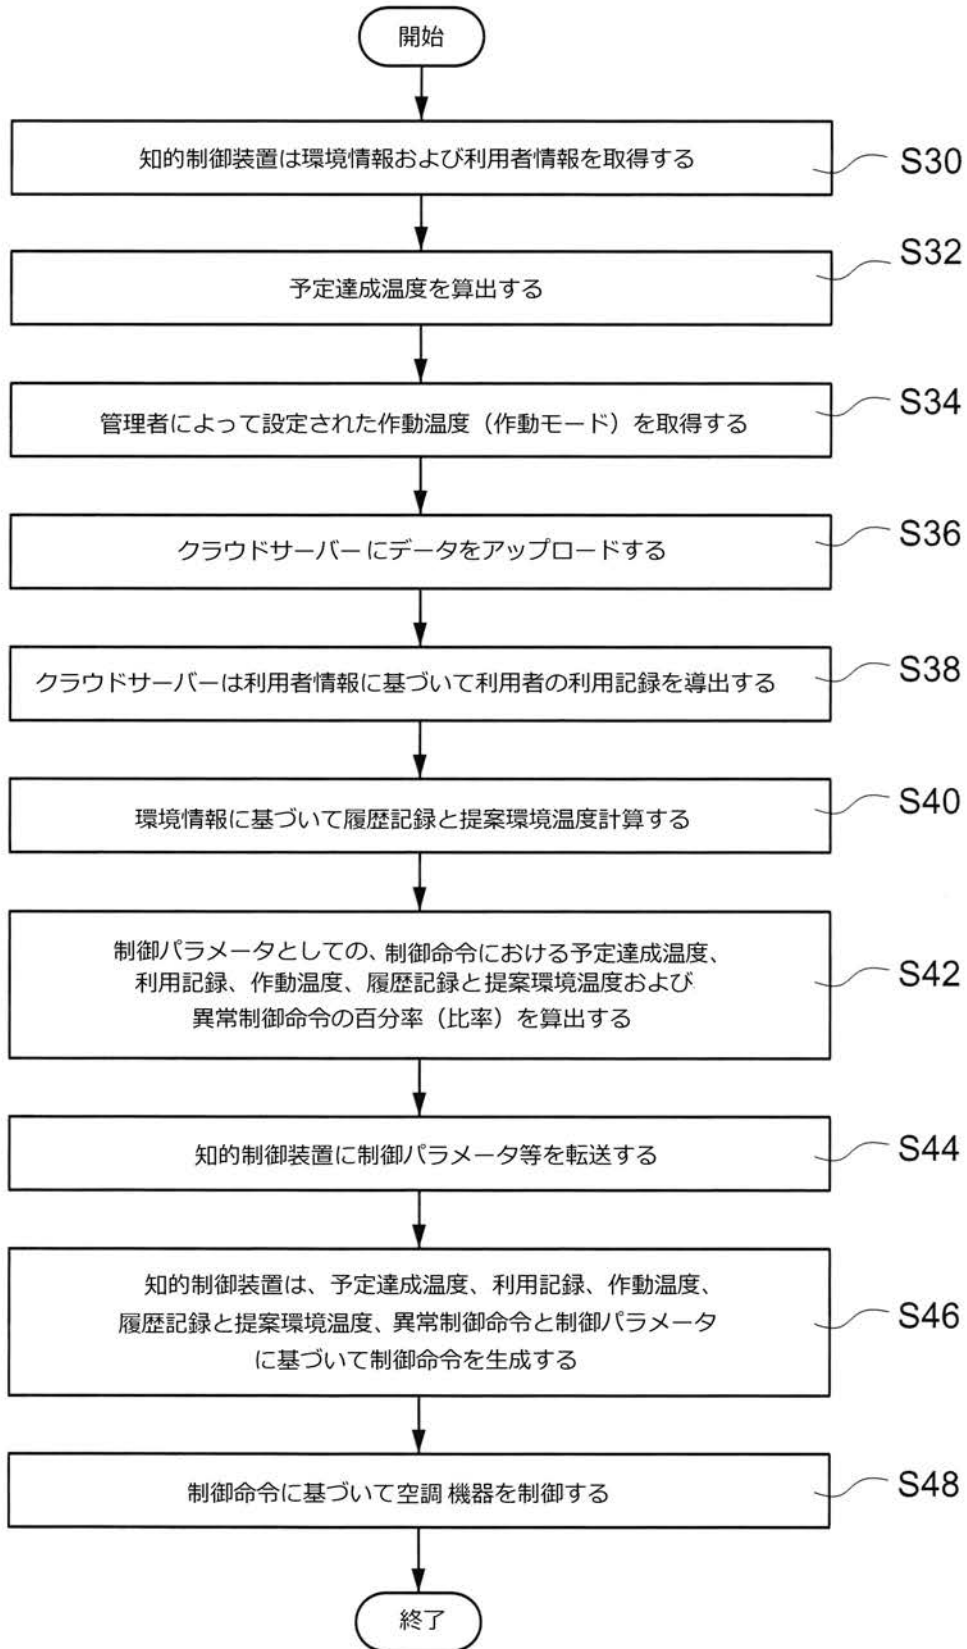 開始
知的制御装置は環境情報および利用者情報を取得する
S30
予定達成温度を算出する
S32
管理者によって設定された作動温度（作動モード）を取得する
S34
クラウドサーバーにデータをアップロードする
S36
クラウドサーバーは利用者情報に基づいて利用者の利用記録を導出する
S38
環境情報に基づいて履歴記録と提案環境温度計算する
S40
制御パラメータとしての、制御命令における予定達成温度、
利用記録、作動温度、履歴記録と提案環境温度および
異常制御命令の百分率（比率）を算出する
S42
知的制御装置に制御パラメータ等を転送する
S44
知的制御装置は、予定達成温度、利用記録、作動温度、
履歴記録と提案環境温度、異常制御命令と制御パラメータ
に基づいて制御命令を生成する
S46
制御命令に基づいて空調機器を制御する
S48
終了